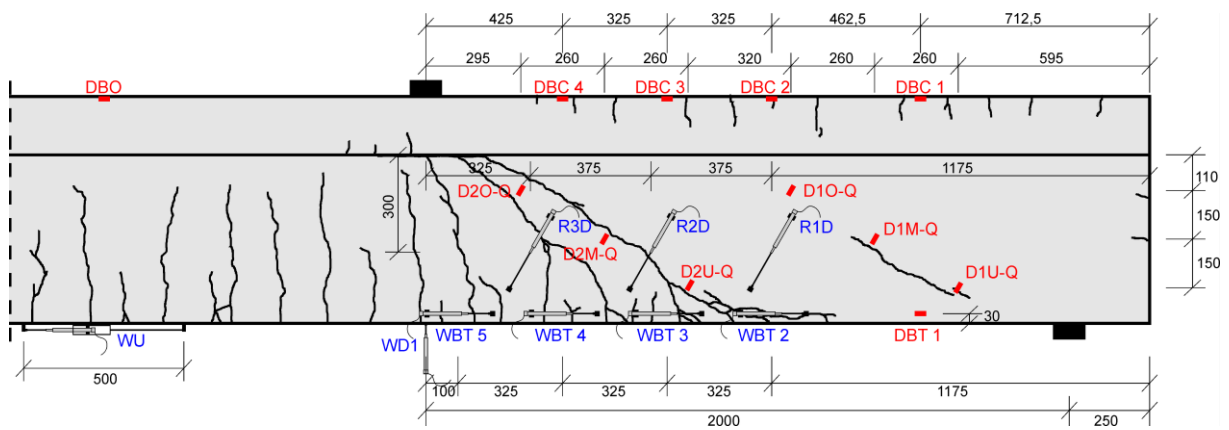 425 325 325 462,5 712,5
295 260 260 320 260 260 595
DBO DBC 4 DBC 3 DBC 2 DBC 1
325 375 375 1175
110
300
D2O-Q D1O-Q
150
R3D R2D R1D D1M-Q
D2M-Q
150
D2U-Q D1U-Q
30
WU WD1 WBT 5 WBT 4 WBT 3 WBT 2 DBT 1
500
100 325 325 325 1175
2000 250